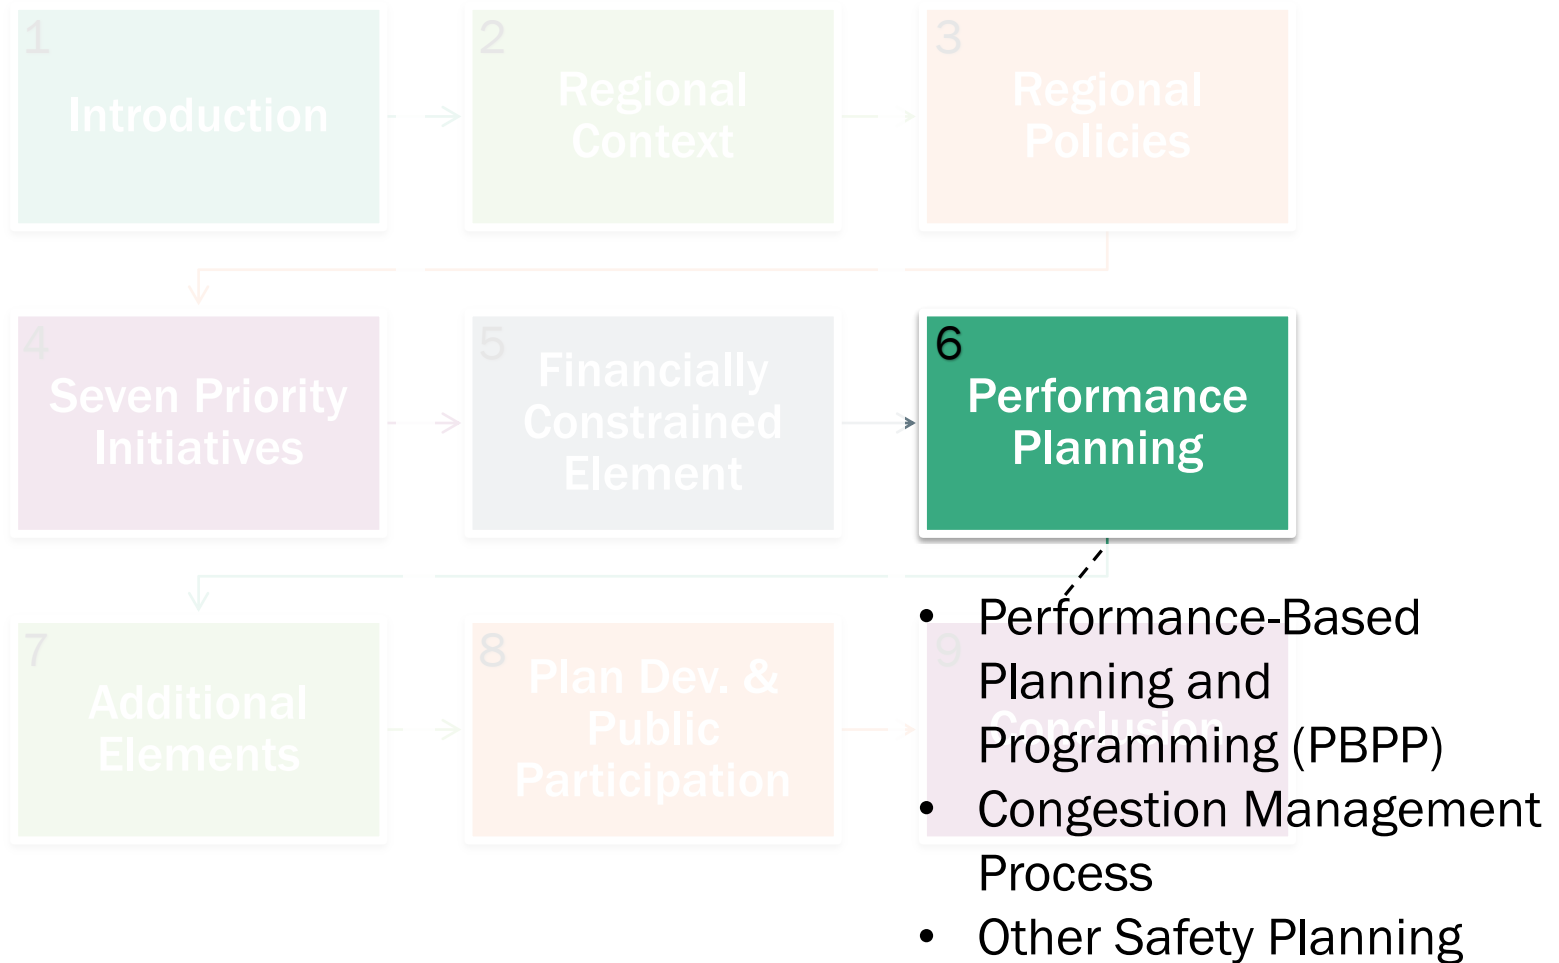 1
Introduction
2
Regional
Context
3
Regional
Policies
4
Seven Priority
Initiatives
5
Financially
Constrained
Element
6
Performance
Planning
7
Additional
Elements
8
Plan Dev. &
Public
Participation
9
Conclusion
• Performance-Based
Planning and
Programming (PBPP)
• Congestion Management
Process
• Other Safety Planning